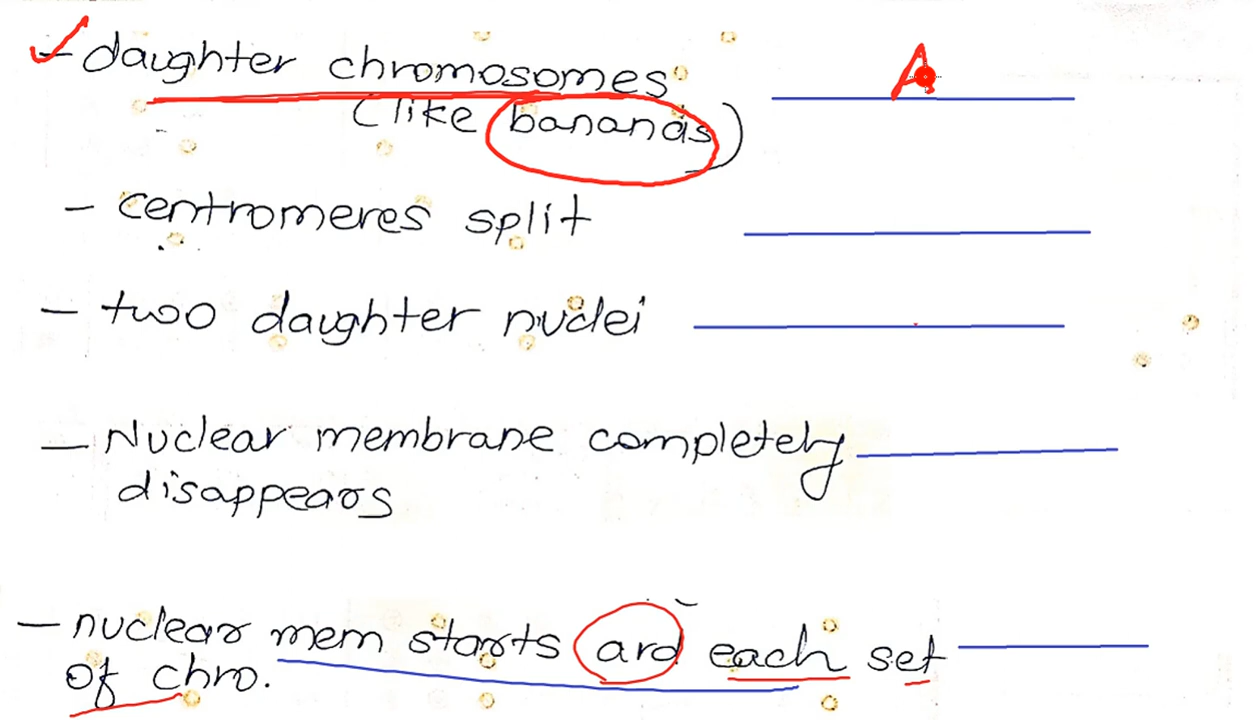 - daughter chromosomes A
(like bananas)
- centromeres split
- two daughter nuclei
- Nuclear membrane completely
disappears
- nuclear mem starts ard each set
of chro.